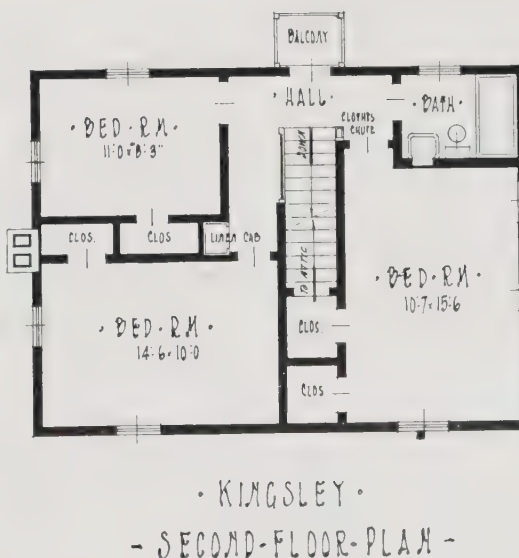 BALCONY
· HALL ·
· BED · RM ·
11'·0"·8'·3"
· BATH ·
CLOTHES
CHUTE
DOWN
CLOS.
CLOS
LINEN CAB
TO ATTIC
· BED · RM ·
10'·7"·15'·6
· BED · RM ·
14'·6"·10'·0
CLOS.
CLOS
· KINGSLEY ·
- SECOND-FLOOR-PLAN -